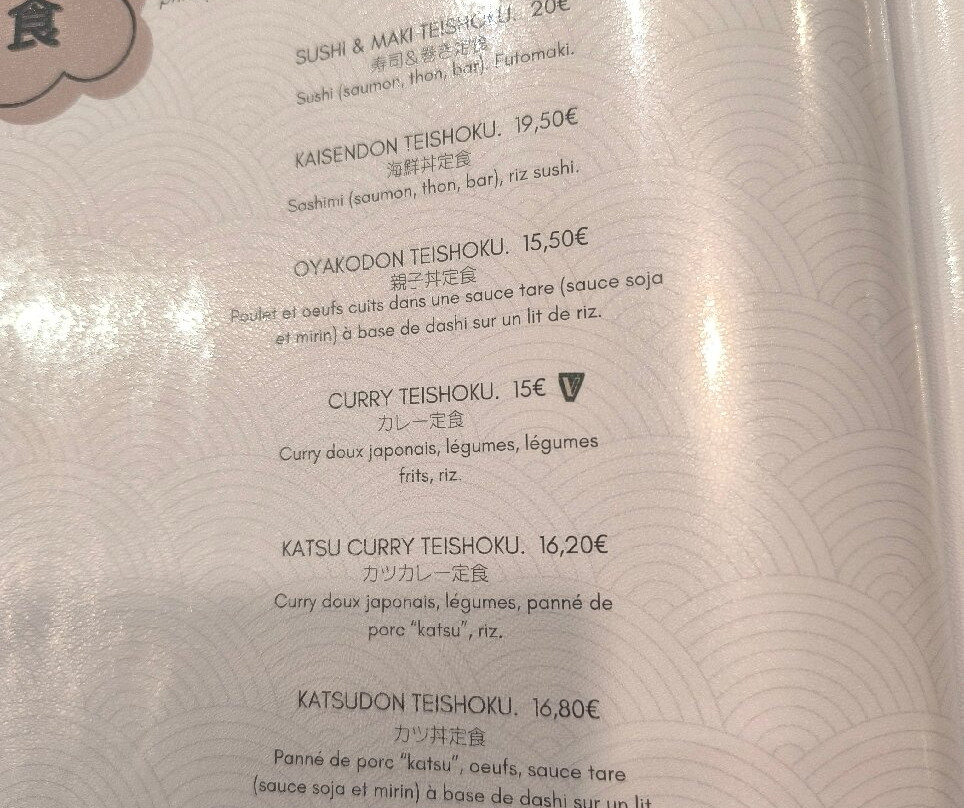 食
SUSHI & MAKI TEISHOKU. 20€
寿司&巻き定食
Sushi (saumon, thon, bar). Futomaki.
KAISENDON TEISHOKU. 19,50€
海鮮丼定食
Sashimi (saumon, thon, bar), riz sushi.
OYAKODON TEISHOKU. 15,50€
親子丼定食
Poulet et oeufs cuits dans une sauce tare (sauce soja
et mirin) à base de dashi sur un lit de riz.
CURRY TEISHOKU. 15€ V
カレー定食
Curry doux japonais, légumes, légumes
frits, riz.
KATSU CURRY TEISHOKU. 16,20€
カツカレー定食
Curry doux japonais, légumes, panné de
porc "katsu", riz.
KATSUDON TEISHOKU. 16,80€
カツ丼定食
Panné de porc "katsu", oeufs, sauce tare
(sauce soja et mirin) à base de dashi sur un lit